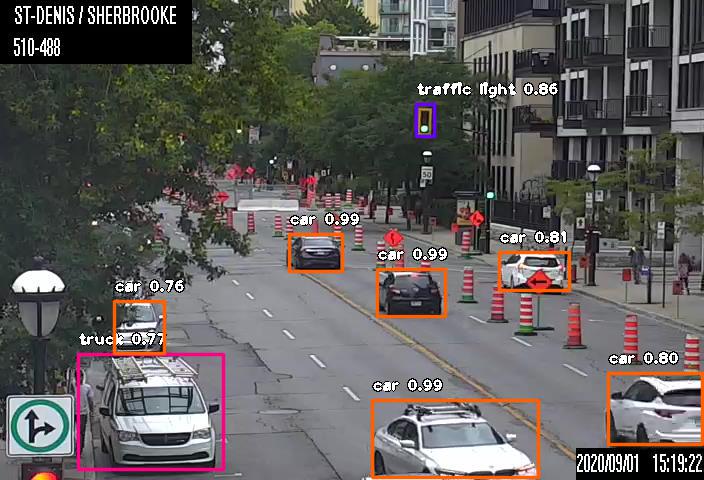 ST-DENIS / SHERBROOKE
510-488
traffic light 0.86
50
car 0.99
car 0.81
car 0.99
car 0.76
truck 0.77
car 0.80
car 0.99
2020/09/01 15:19:22